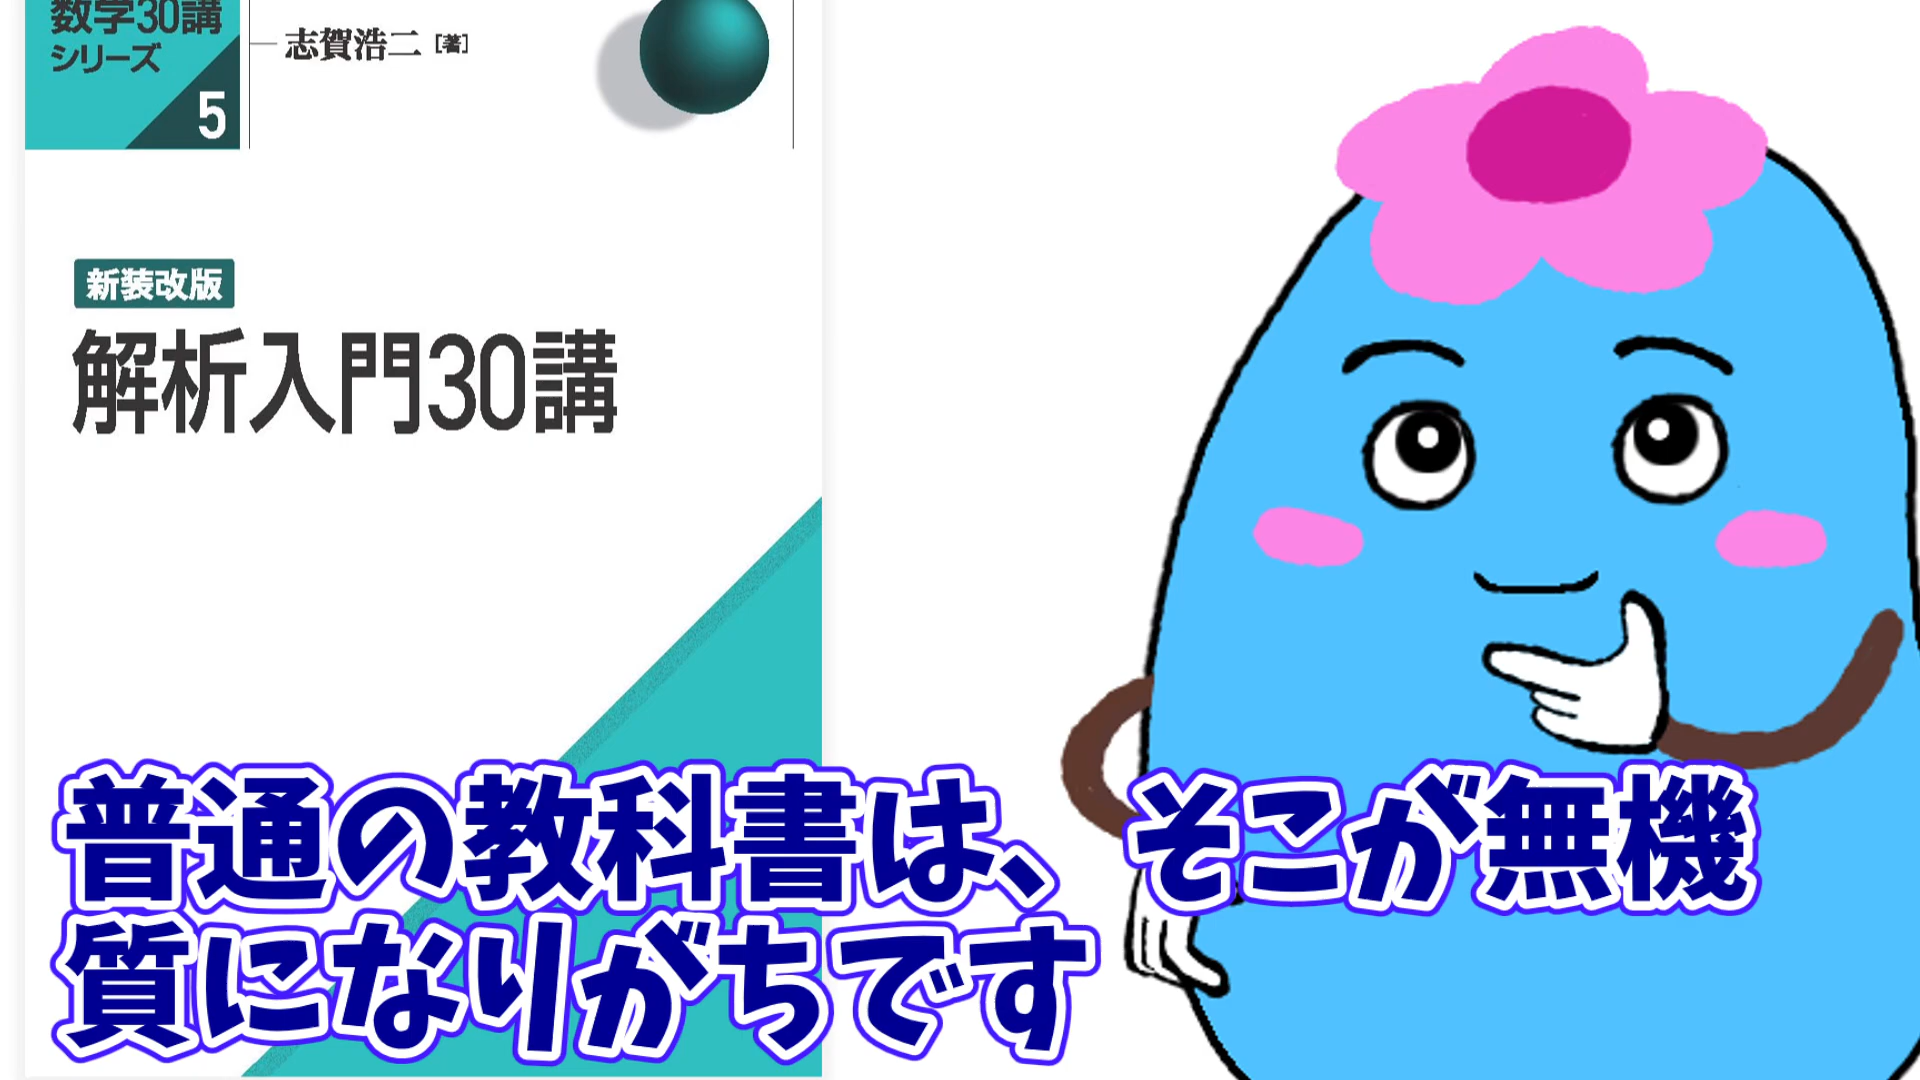 数学30講
シリーズ
5
志賀浩二［著］
新装改版
解析入門30講
普通の教科書は、そこが無機
質になりがちです